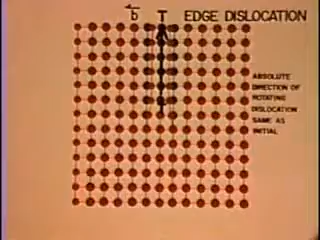 b T EDGE DISLOCATION
ABSOLUTE
DIRECTION OF
ROTATING
DISLOCATION
SAME AS
INITIAL